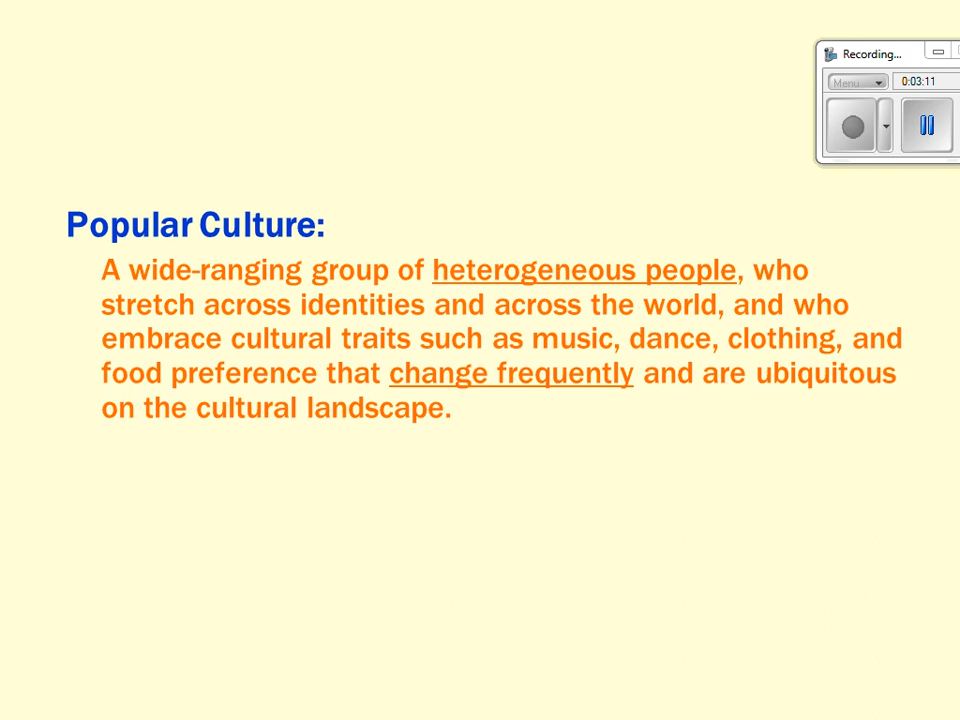 Recording...
Menu
0:03:11
Popular Culture:
A wide-ranging group of heterogeneous people, who
stretch across identities and across the world, and who
embrace cultural traits such as music, dance, clothing, and
food preference that change frequently and are ubiquitous
on the cultural landscape.